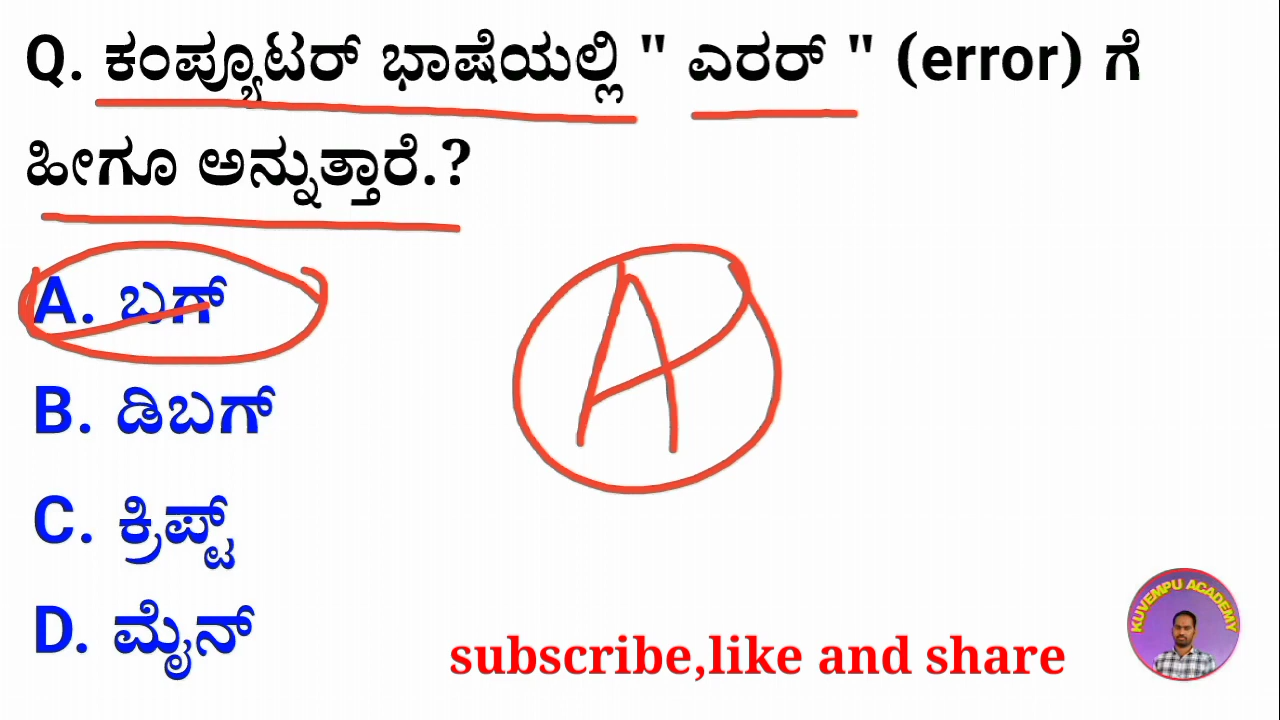 Q. ಕಂಪ್ಯೂಟರ್ ಭಾಷೆಯಲ್ಲಿ " ಎರರ್ " (error) ಗೆ
ಹೀಗೂ ಅನ್ನುತ್ತಾರೆ.?
A. ಬಗ್
B. ಡಿಬಗ್
C. ಕ್ರಿಪ್ಟ್
D. ಮೈನ್
A
subscribe,like and share
KUVEMPU ACADEMY